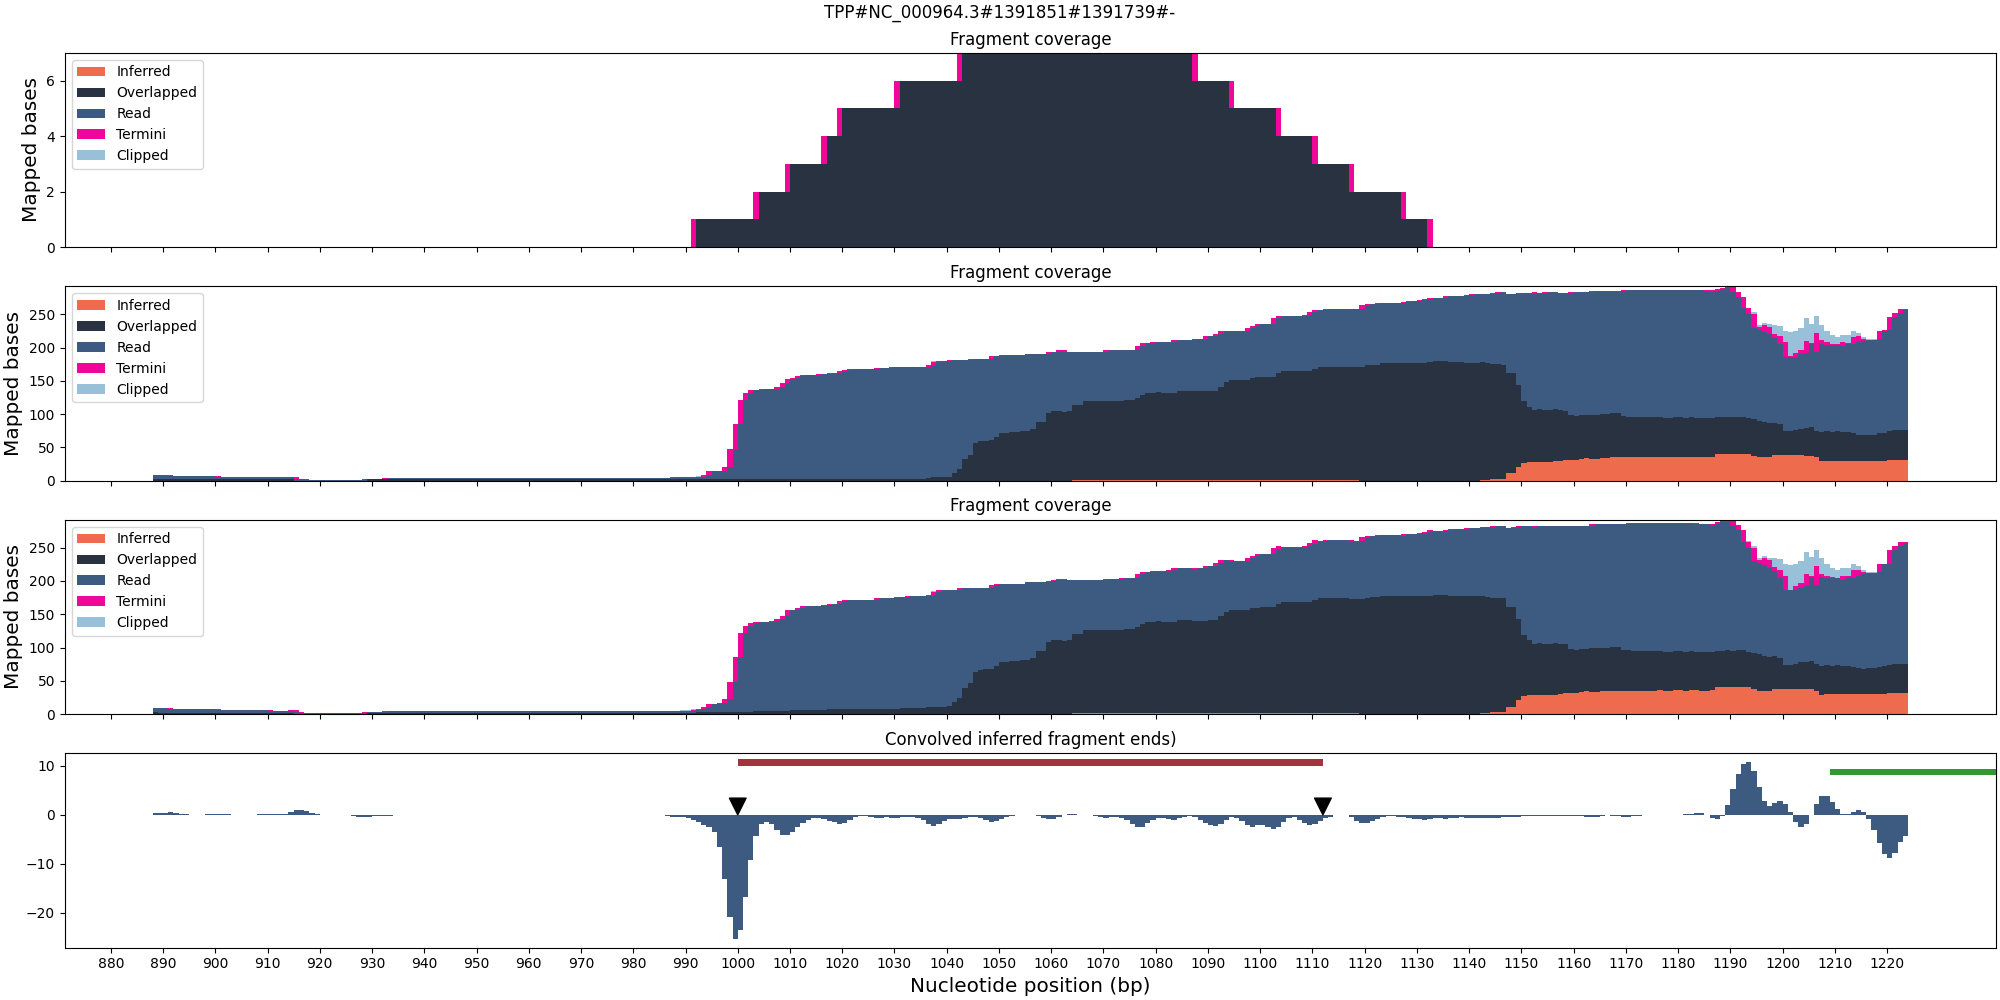 TPP#NC_000964.3#1391851#1391739#-
Fragment coverage
Mapped bases
6
4
2
0
Inferred
Overlapped
Read
Termini
Clipped
Fragment coverage
Mapped bases
250
200
150
100
50
0
Inferred
Overlapped
Read
Termini
Clipped
Fragment coverage
Mapped bases
250
200
150
100
50
0
Inferred
Overlapped
Read
Termini
Clipped
Convolved inferred fragment ends)
10
0
−10
−20
880 890 900 910 920 930 940 950 960 970 980 990 1000 1010 1020 1030 1040 1050 1060 1070 1080 1090 1100 1110 1120 1130 1140 1150 1160 1170 1180 1190 1200 1210 1220
Nucleotide position (bp)